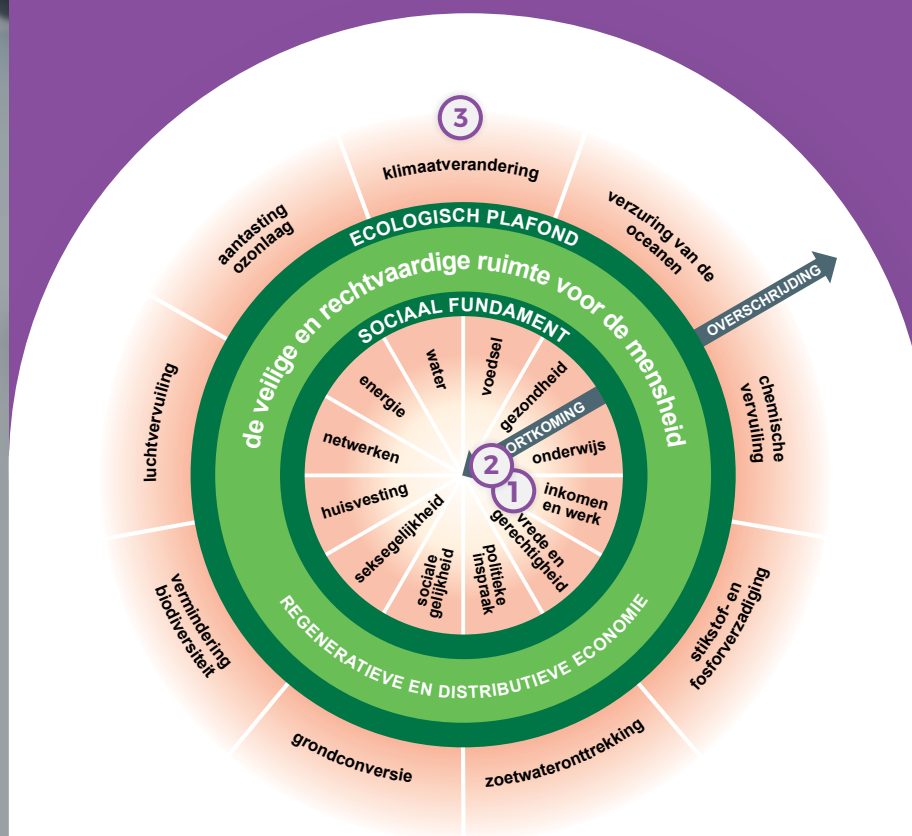 3
klimaatverandering
verzuring van de
oceanen
OVERSCHRIJDING
chemische
vervuiling
stikstof- en
fosforverzadiging
zoetwateronttrekking
grondconversie
vermindering
biodiversiteit
luchtvervuiling
aantasting
ozonlaag
ECOLOGISCH PLAFOND
de veilige en rechtvaardige ruimte voor de mensheid
SOCIAAL FUNDAMENT
water
voedsel
gezondheid
ORTKOMING
onderwijs
2
1
inkomen
en werk
vrede en
gerechtigheid
politieke
inspraak
sociale
gelijkheid
seksegelijkheid
huisvesting
netwerken
energie
REGENERATIEVE EN DISTRIBUTIEVE ECONOMIE